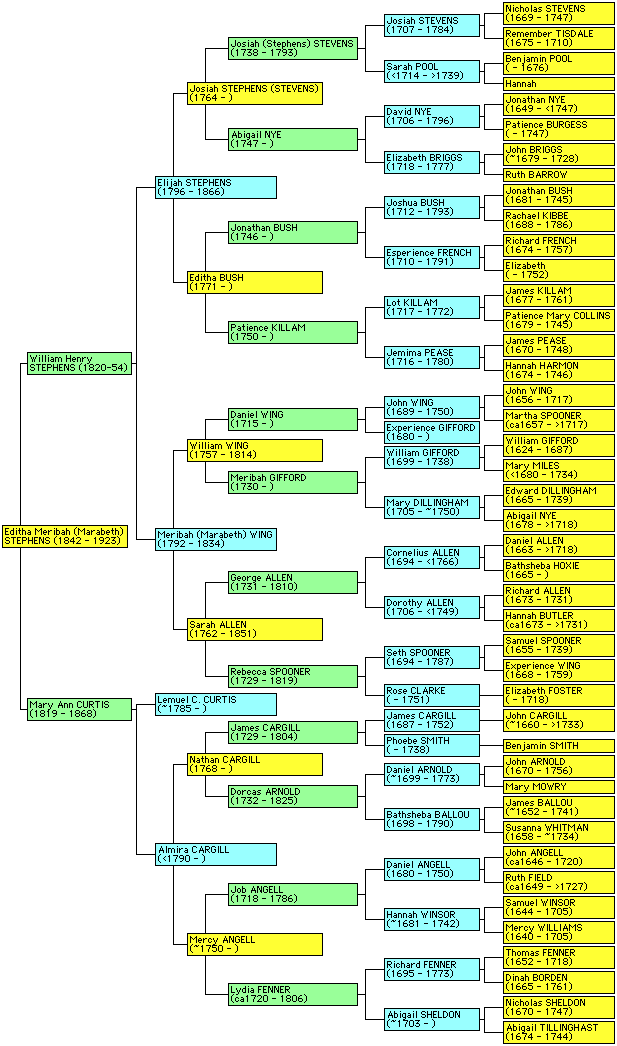 Nicholas STEVENS
(1669 - 1747)
Josiah STEVENS
(1707 - 1784)
Remember TISDALE
(1675 - 1710)
Josiah (Stephens) STEVENS
(1738 - 1793)
Benjamin POOL
( - 1676)
Sarah POOL
(<1714 - >1739)
Hannah
Josiah STEPHENS (STEVENS)
(1764 - )
Jonathan NYE
(1649 - <1747)
David NYE
(1706 - 1796)
Patience BURGESS
( - 1747)
Abigail NYE
(1747 - )
John BRIGGS
(~1679 - 1728)
Elizabeth BRIGGS
(1718 - 1777)
Ruth BARROW
Elijah STEPHENS
(1796 - 1866)
Jonathan BUSH
(1681 - 1745)
Joshua BUSH
(1712 - 1793)
Rachael KIBBE
(1688 - 1786)
Jonathan BUSH
(1746 - )
Richard FRENCH
(1674 - 1757)
Esperience FRENCH
(1710 - 1791)
Elizabeth
( - 1752)
Editha BUSH
(1771 - )
James KILLAM
(1677 - 1761)
Lot KILLAM
(1717 - 1772)
Patience Mary COLLINS
(1679 - 1745)
Patience KILLAM
(1750 - )
James PEASE
(1670 - 1748)
Jemima PEASE
(1716 - 1780)
Hannah HARMON
(1674 - 1746)
William Henry
STEPHENS (1820-54)
John WING
(1656 - 1717)
John WING
(1689 - 1750)
Martha SPOONER
(ca1657 - >1717)
Daniel WING
(1715 - )
Experience GIFFORD
(1680 - )
William WING
(1757 - 1814)
William GIFFORD
(1624 - 1687)
William GIFFORD
(1699 - 1738)
Mary MILES
(<1680 - 1734)
Meribah GIFFORD
(1730 - )
Edward DILLINGHAM
(1665 - 1739)
Mary DILLINGHAM
(1705 - ~1750)
Abigail NYE
(1678 - >1718)
Editha Meribah (Marabeth)
STEPHENS (1842 - 1923)
Meribah (Marabeth) WING
(1792 - 1834)
Daniel ALLEN
(1663 - >1718)
Cornelius ALLEN
(1694 - <1766)
Bathsheba HOXIE
(1665 - )
George ALLEN
(1731 - 1810)
Richard ALLEN
(1673 - 1731)
Dorothy ALLEN
(1706 - <1749)
Hannah BUTLER
(ca1673 - >1731)
Sarah ALLEN
(1762 - 1851)
Samuel SPOONER
(1655 - 1739)
Seth SPOONER
(1694 - 1787)
Experience WING
(1668 - 1759)
Rebecca SPOONER
(1729 - 1819)
Rose CLARKE
( - 1751)
Elizabeth FOSTER
( - 1718)
Mary Ann CURTIS
(1819 - 1868)
Lemuel C. CURTIS
(~1785 - )
James CARGILL
(1687 - 1752)
John CARGILL
(~1660 - >1733)
James CARGILL
(1729 - 1804)
Phoebe SMITH
( - 1738)
Benjamin SMITH
Nathan CARGILL
(1768 - )
John ARNOLD
(1670 - 1756)
Daniel ARNOLD
(~1699 - 1773)
Mary MOWRY
Dorcas ARNOLD
(1732 - 1825)
James BALLOU
(~1652 - 1741)
Bathsheba BALLOU
(1698 - 1790)
Susanna WHITMAN
(1658 - ~1734)
Almira CARGILL
(<1790 - )
John ANGELL
(ca1646 - 1720)
Daniel ANGELL
(1680 - 1750)
Ruth FIELD
(ca1649 - >1727)
Job ANGELL
(1718 - 1786)
Samuel WINSOR
(1644 - 1705)
Hannah WINSOR
(~1681 - 1742)
Mercy WILLIAMS
(1640 - 1705)
Mercy ANGELL
(~1750 - )
Thomas FENNER
(1652 - 1718)
Richard FENNER
(1695 - 1773)
Dinah BORDEN
(1665 - 1761)
Lydia FENNER
(ca1720 - 1806)
Nicholas SHELDON
(1670 - 1747)
Abigail SHELDON
(~1703 - )
Abigail TILLINGHAST
(1674 - 1744)